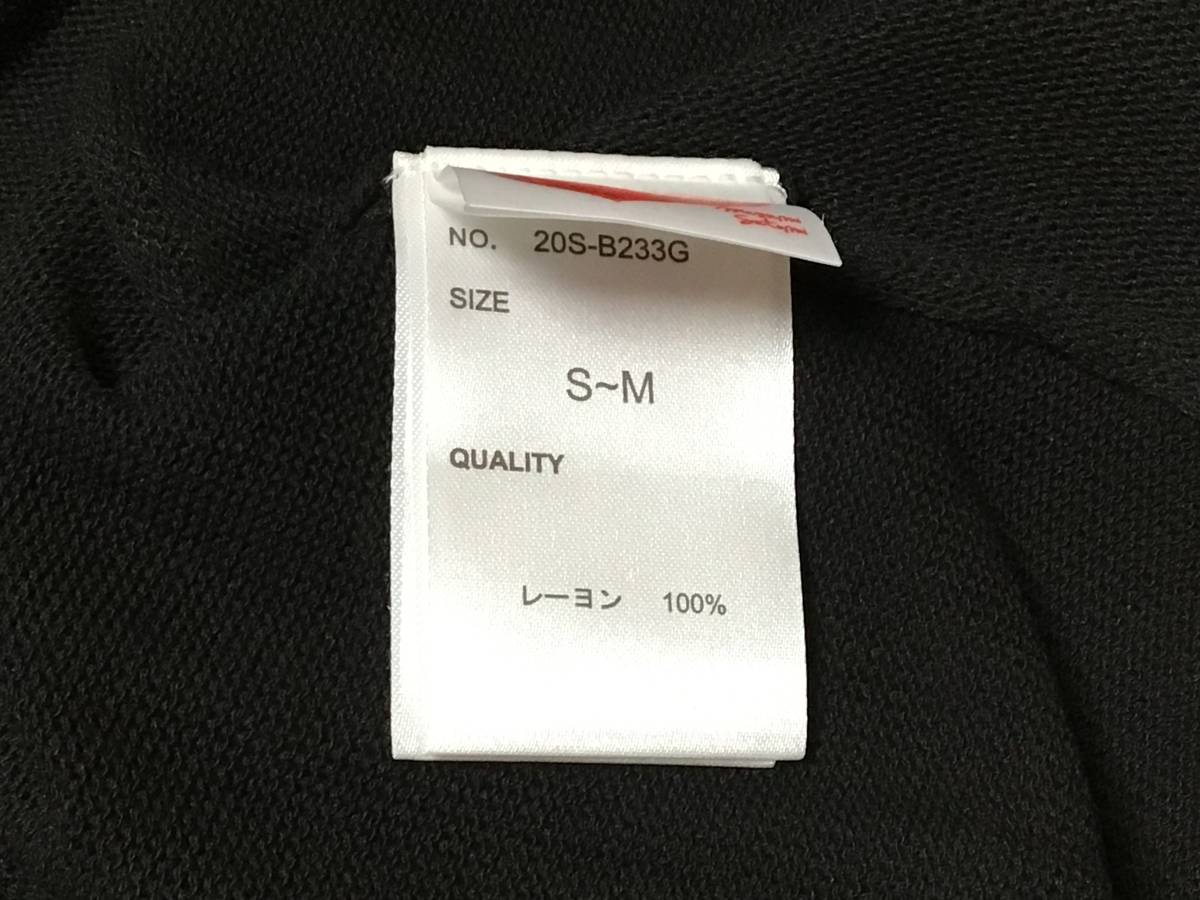 NO. 20S-B233G
SIZE
S~M
QUALITY
レーヨン 100%